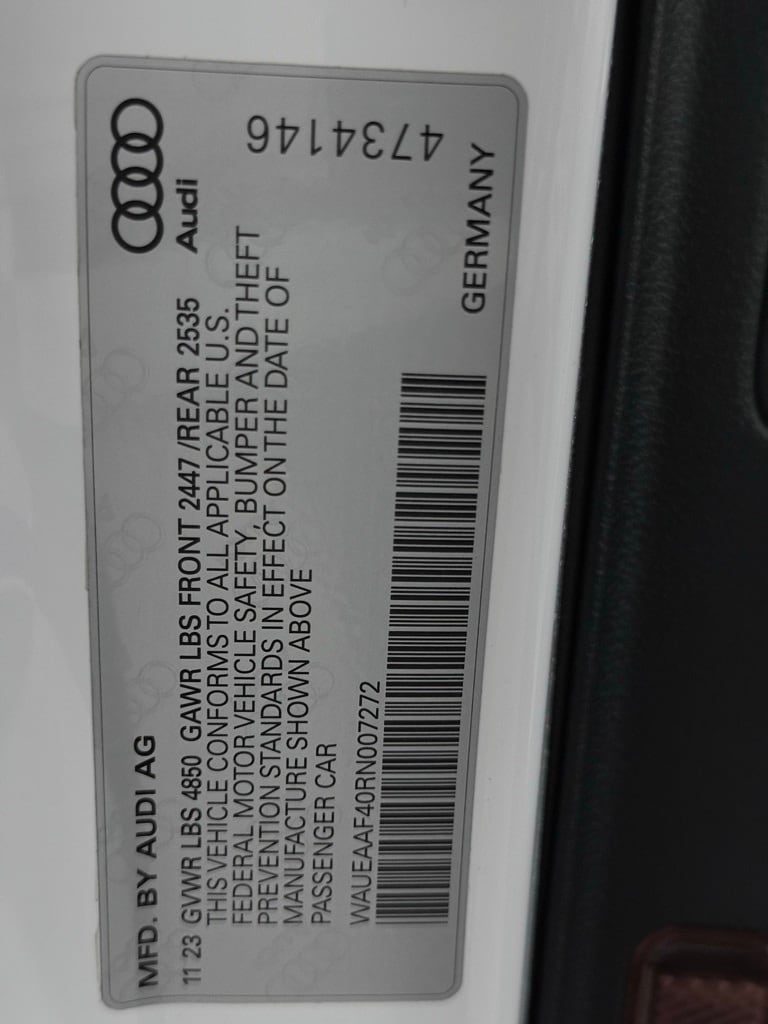 MFD. BY AUDI AG
11 23 GVWR LBS 4850 GAWR LBS FRONT 2447 /REAR 2535
THIS VEHICLE CONFORMS TO ALL APPLICABLE U.S.
FEDERAL MOTOR VEHICLE SAFETY, BUMPER AND THEFT
PREVENTION STANDARDS IN EFFECT ON THE DATE OF
MANUFACTURE SHOWN ABOVE
PASSENGER CAR
WAUEAAF40RN007272
Audi
4734146
GERMANY